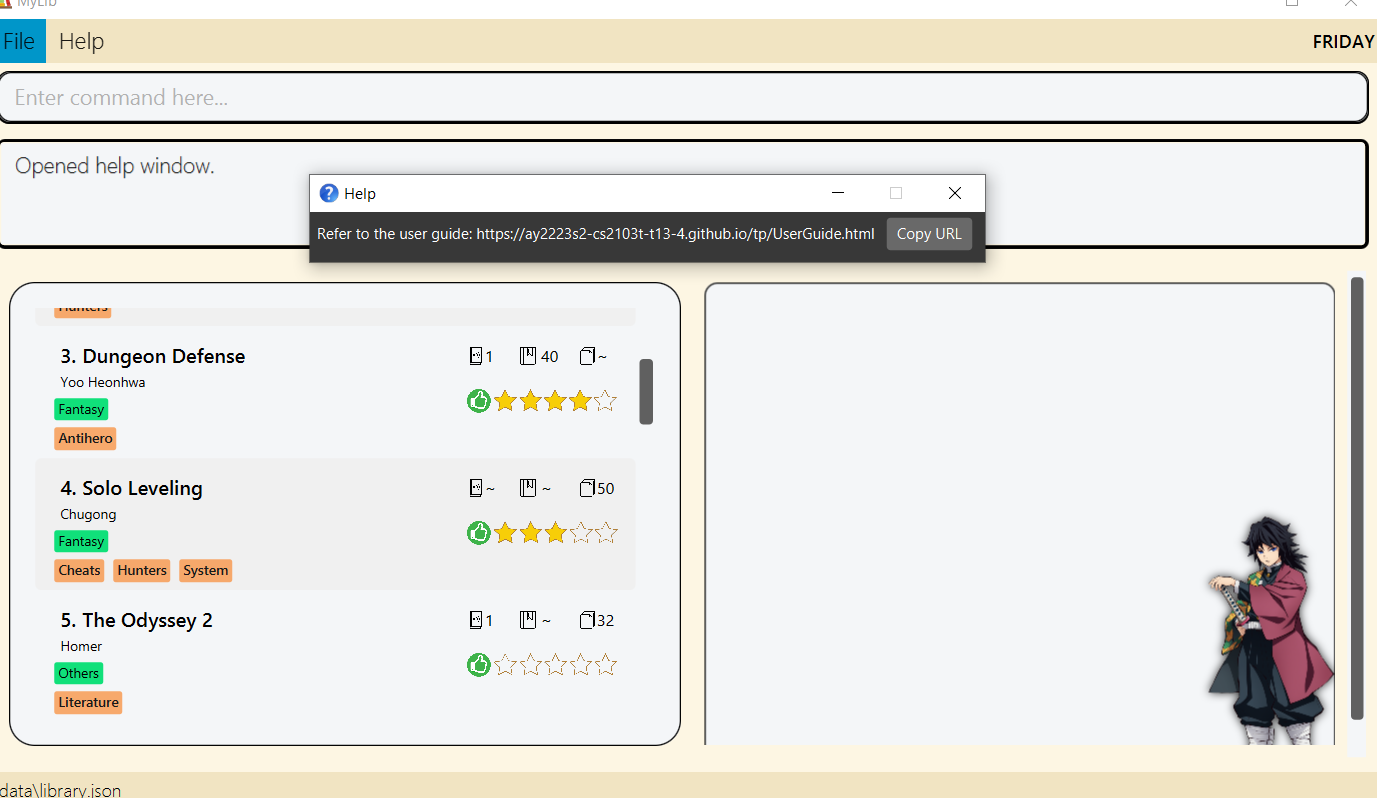 MyLib
File Help FRIDAY
Enter command here...
Opened help window.
Help
Refer to the user guide: https://ay2223s2-cs2103t-t13-4.github.io/tp/UserGuide.html Copy URL
Hunters
3. Dungeon Defense 1 40 ~
Yoo Heonhwa
Fantasy
Antihero
4. Solo Leveling ~ ~ 50
Chugong
Fantasy
Cheats Hunters System
5. The Odyssey 2 1 ~ 32
Homer
Others
Literature
data\library.json